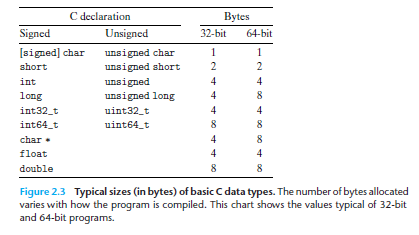 C declaration Bytes
Signed Unsigned 32-bit 64-bit
[signed] char unsigned char 1 1
short unsigned short 2 2
int unsigned 4 4
long unsigned long 4 8
int32_t uint32_t 4 4
int64_t uint64_t 8 8
char * 4 8
float 4 4
double 8 8
Figure 2.3 Typical sizes (in bytes) of basic C data types. The number of bytes allocated
varies with how the program is compiled. This chart shows the values typical of 32-bit
and 64-bit programs.